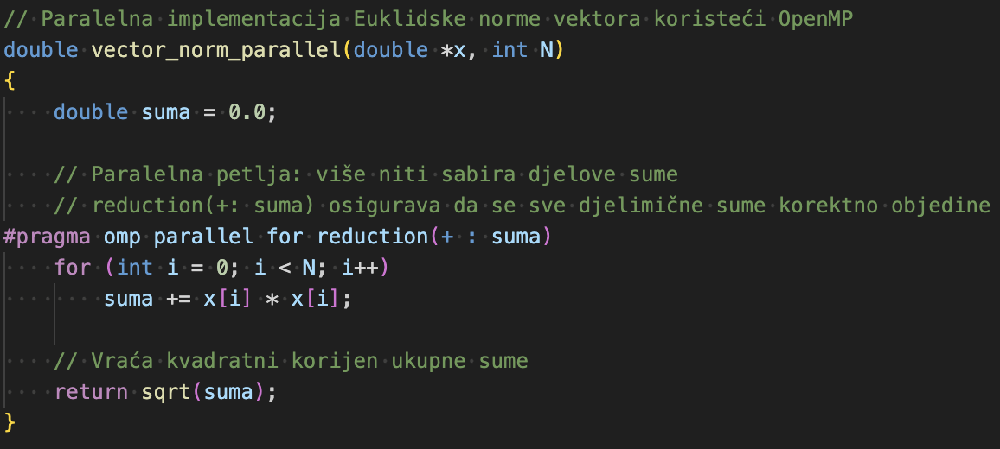 // Paralelna implementacija Euklidske norme vektora koristeći OpenMP
double vector_norm_parallel(double *x, int N)
{
    double suma = 0.0;
    // Paralelna petlja: više niti sabira djelove sume
    // reduction(+: suma) osigurava da se sve djelimične sume korektno objedine
#pragma omp parallel for reduction(+ : suma)
    for (int i = 0; i < N; i++)
        suma += x[i] * x[i];
    // Vraća kvadratni korijen ukupne sume
    return sqrt(suma);
}